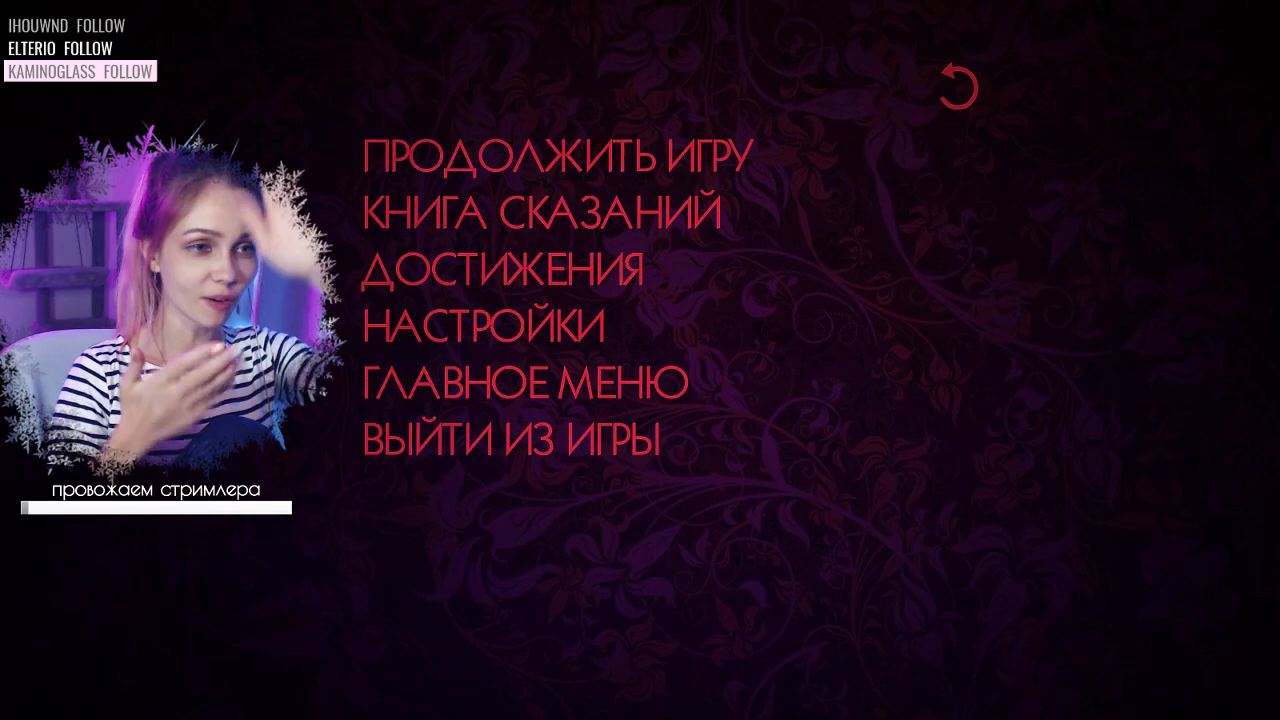 IHOUWND FOLLOW
ELTERIO FOLLOW
KAMINOGLASS FOLLOW
ПРОДОЛЖИТЬ ИГРУ
КНИГА СКАЗАНИЙ
ДОСТИЖЕНИЯ
НАСТРОЙКИ
ГЛАВНОЕ МЕНЮ
ВЫЙТИ ИЗ ИГРЫ
провожаем стримлера